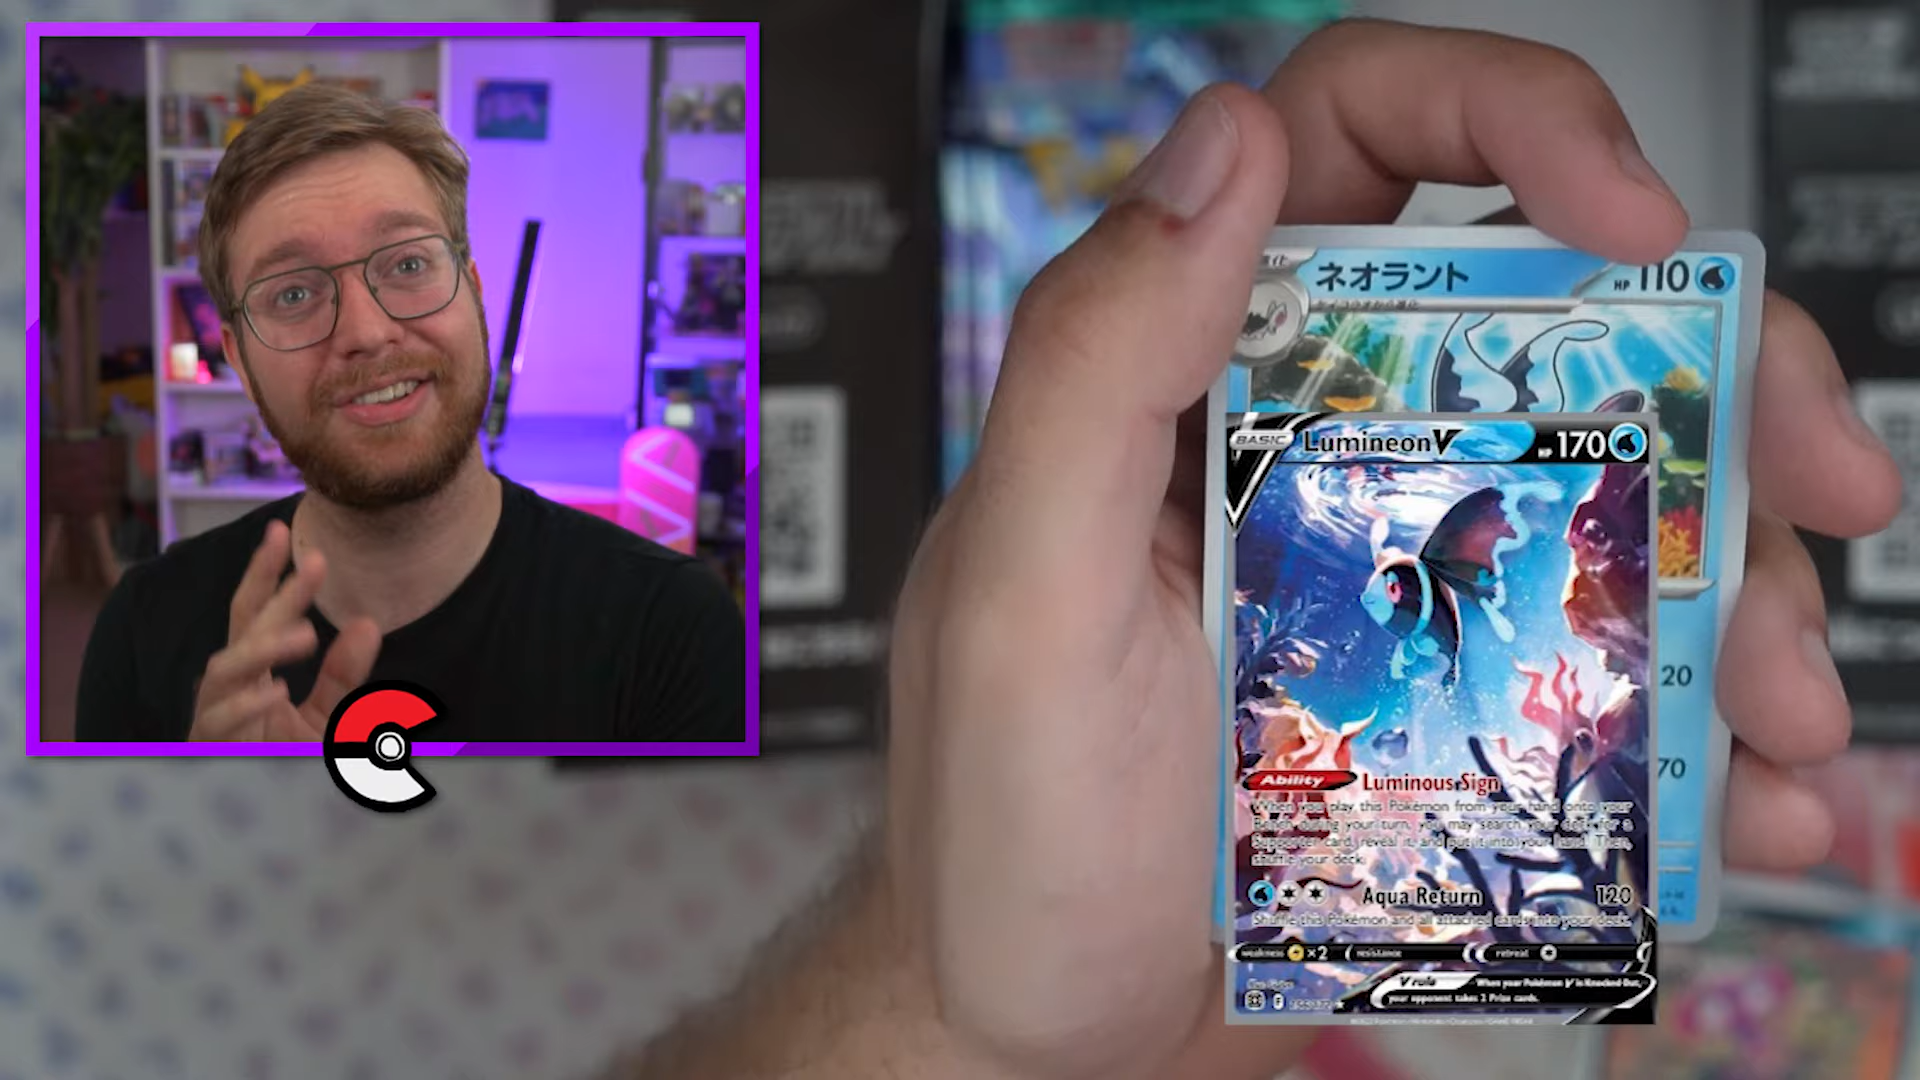 ネオラント
HP 110
BASIC
LumineonV
HP 170
20
70
Ability
Luminous Sign
When you play this Pokémon from your hand onto your
Bench during your turn, you may search your deck for a
Supporter card, reveal it, and put it into your hand. Then,
shuffle your deck.
Aqua Return
120
Shuffle this Pokémon and all attached cards into your deck.
weakness
×2
resistance
retreat
V rule
When your Pokémon V is Knocked Out,
your opponent takes 2 Prize cards.
F